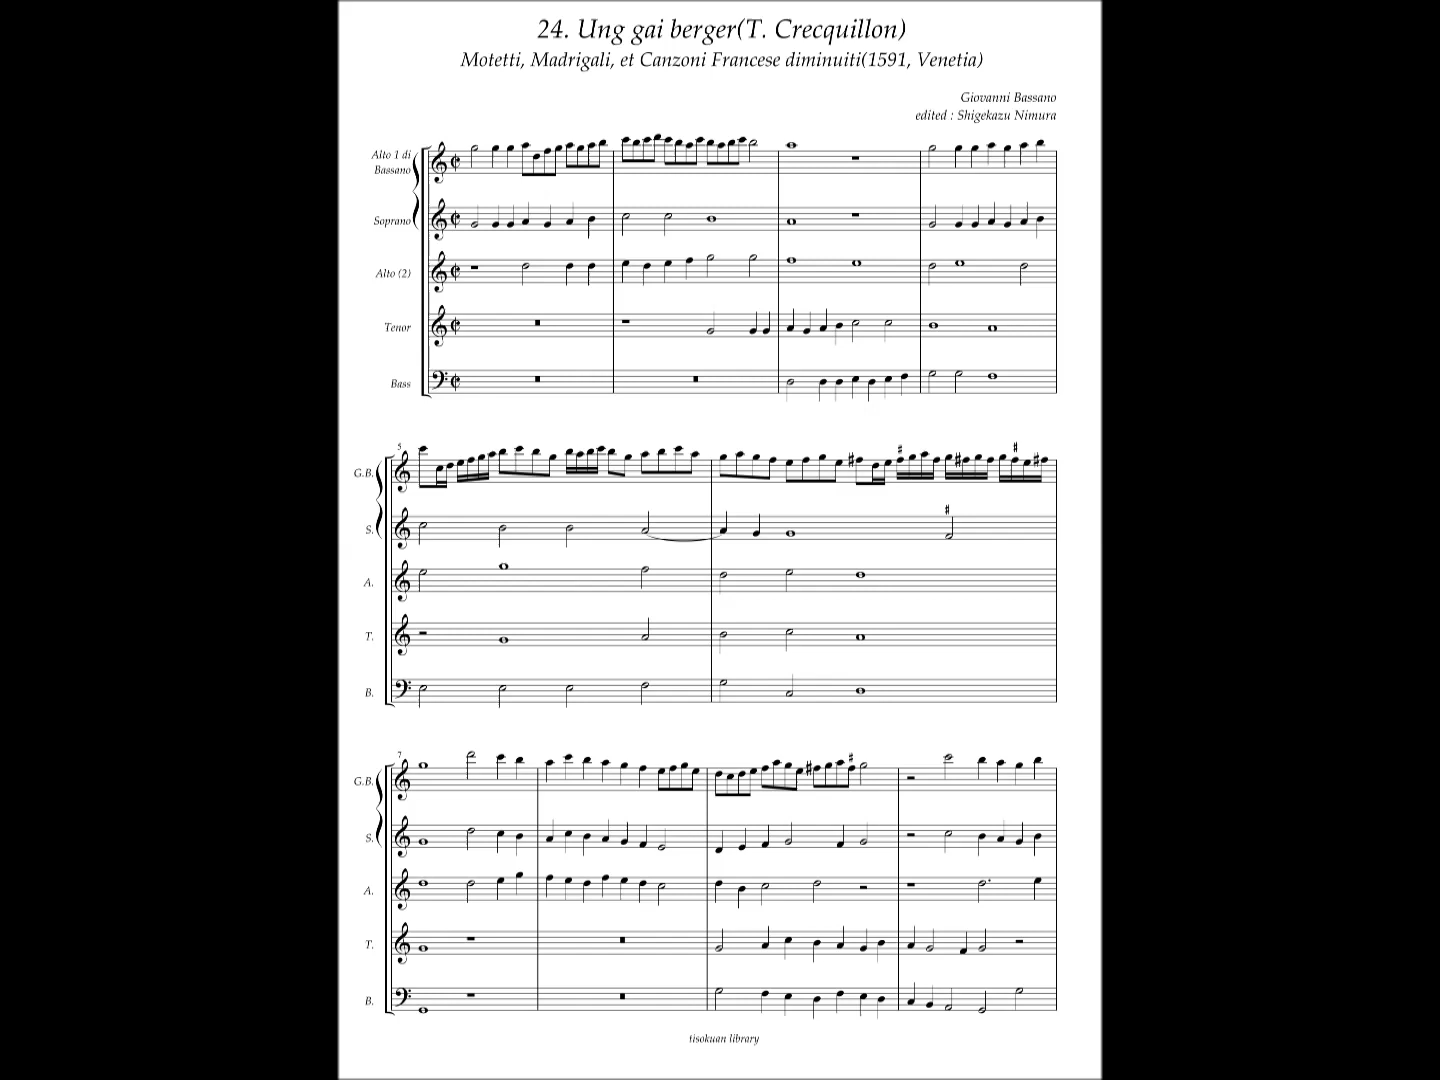 24. Ung gai berger(T. Crecquillon)
Motetti, Madrigali, et Canzoni Francese diminuiti(1591, Venetia)
Giovanni Bassano
edited : Shigekazu Nimura
Alto 1 di
Bassano
Soprano
Alto (2)
Tenor
Bass
5
G.B.
S.
A.
T.
B.
7
G.B.
S.
A.
T.
B.
tisokuan library